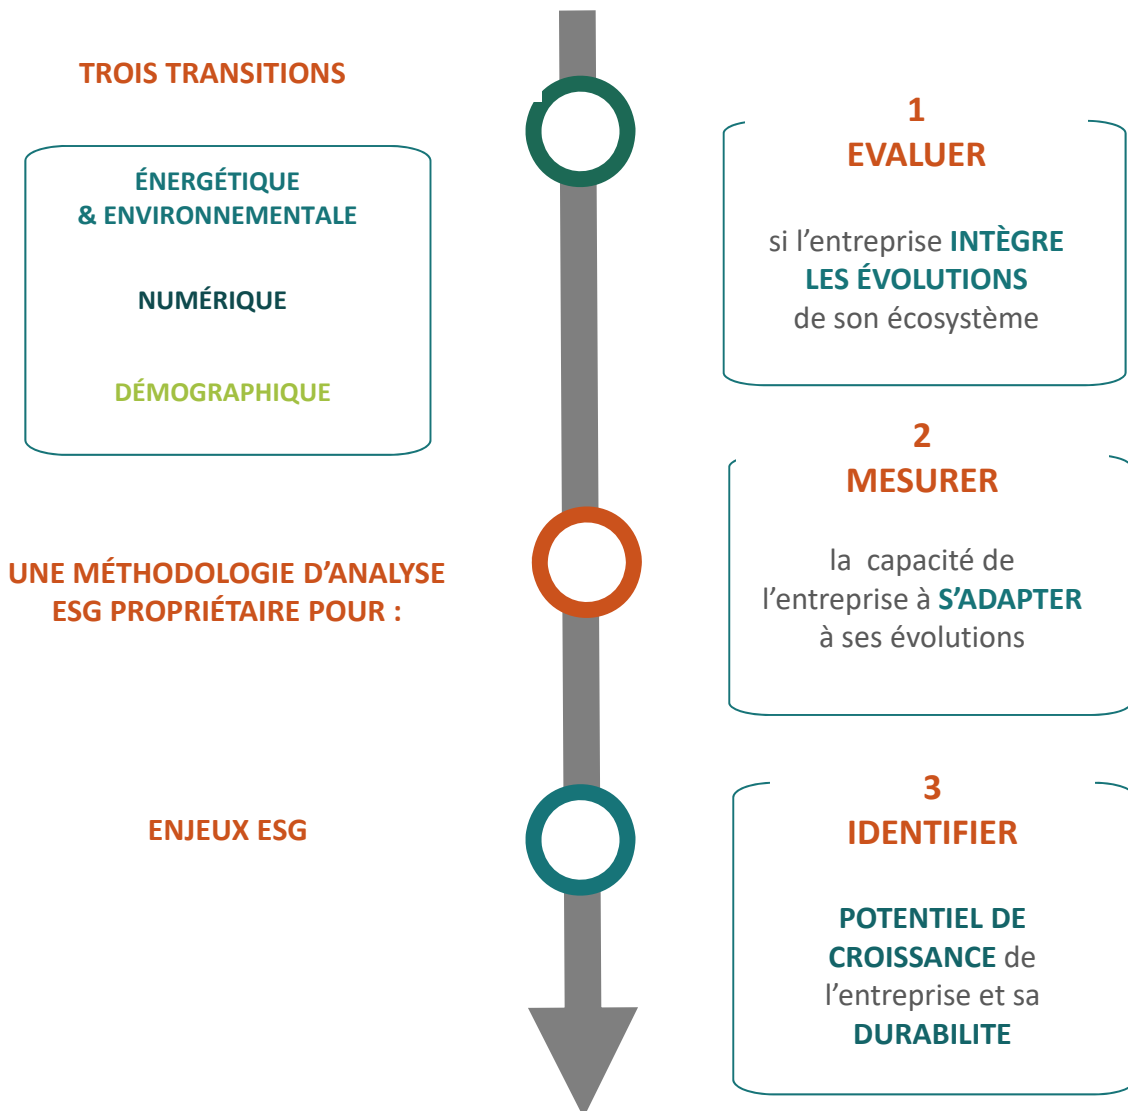 TROIS TRANSITIONS
ÉNERGÉTIQUE
& ENVIRONNEMENTALE
NUMÉRIQUE
DÉMOGRAPHIQUE
UNE MÉTHODOLOGIE D’ANALYSE
ESG PROPRIÉTAIRE POUR :
ENJEUX ESG
1
EVALUER
si l’entreprise INTÈGRE
LES ÉVOLUTIONS
de son écosystème
2
MESURER
la capacité de
l’entreprise à S’ADAPTER
à ses évolutions
3
IDENTIFIER
POTENTIEL DE
CROISSANCE de
l’entreprise et sa
DURABILITE